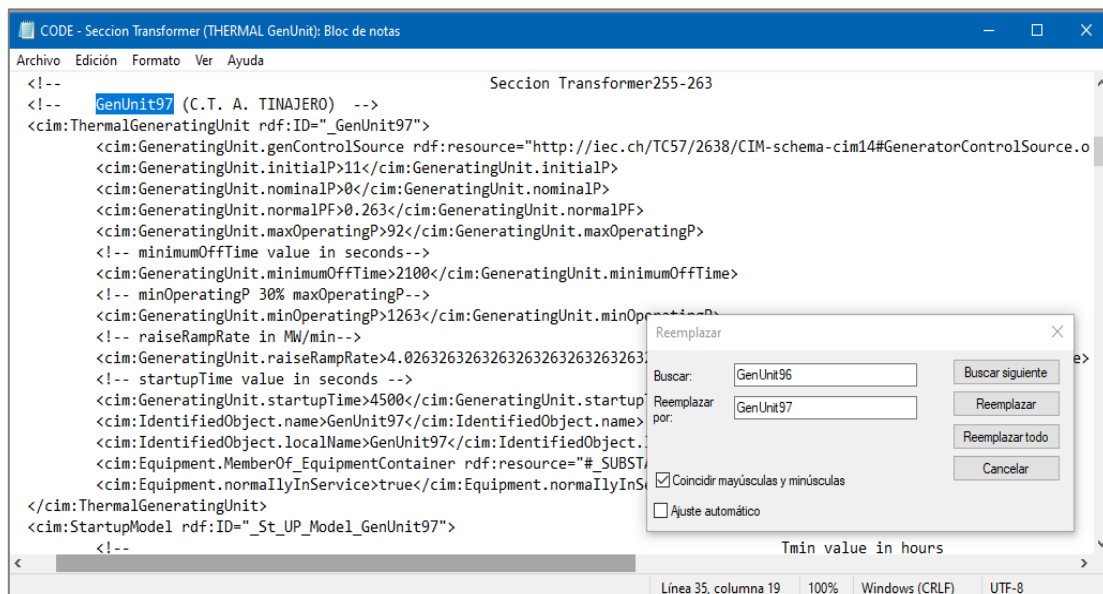 CODE - Seccion Transformer (THERMAL GenUnit): Bloc de notas
Archivo Edición Formato Ver Ayuda
<!-- Seccion Transformer255-263
<!-- GenUnit97 (C.T. A. TINAJERO) -->
<cim:ThermalGeneratingUnit rdf:ID="_GenUnit97">
<cim:GeneratingUnit.genControlSource rdf:resource="http://iec.ch/TC57/2638/CIM-schema-cim14#GeneratorControlSource.o
<cim:GeneratingUnit.initialP>11</cim:GeneratingUnit.initialP>
<cim:GeneratingUnit.nominalP>0</cim:GeneratingUnit.nominalP>
<cim:GeneratingUnit.normalPF>0.263</cim:GeneratingUnit.normalPF>
<cim:GeneratingUnit.maxOperatingP>92</cim:GeneratingUnit.maxOperatingP>
<!-- minimumOffTime value in seconds-->
<cim:GeneratingUnit.minimumOffTime>2100</cim:GeneratingUnit.minimumOffTime>
<!-- minOperatingP 30% maxOperatingP-->
<cim:GeneratingUnit.minOperatingP>1263</cim:GeneratingUnit.minOperatingP>
<!-- raiseRampRate in MW/min-->
<cim:GeneratingUnit.raiseRampRate>4.0263263263263263263263263263 e>
<!-- startupTime value in seconds -->
<cim:GeneratingUnit.startupTime>4500</cim:GeneratingUnit.startup
<cim:IdentifiedObject.name>GenUnit97</cim:IdentifiedObject.name>
<cim:IdentifiedObject.localName>GenUnit97</cim:IdentifiedObject.
<cim:Equipment.MemberOf_EquipmentContainer rdf:resource="#_SUBSTA
<cim:Equipment.normaIlyInService>true</cim:Equipment.normaIlyInSe
</cim:ThermalGeneratingUnit>
<cim:StartupModel rdf:ID="_St_UP_Model_GenUnit97">
<!-- Tmin value in hours
Reemplazar
Buscar: GenUnit96 Buscar siguiente
Reemplazar por: GenUnit97 Reemplazar
Reemplazar todo
Cancelar
Coincidir mayúsculas y minúsculas
Ajuste automático
Línea 35, columna 19 100% Windows (CRLF) UTF-8